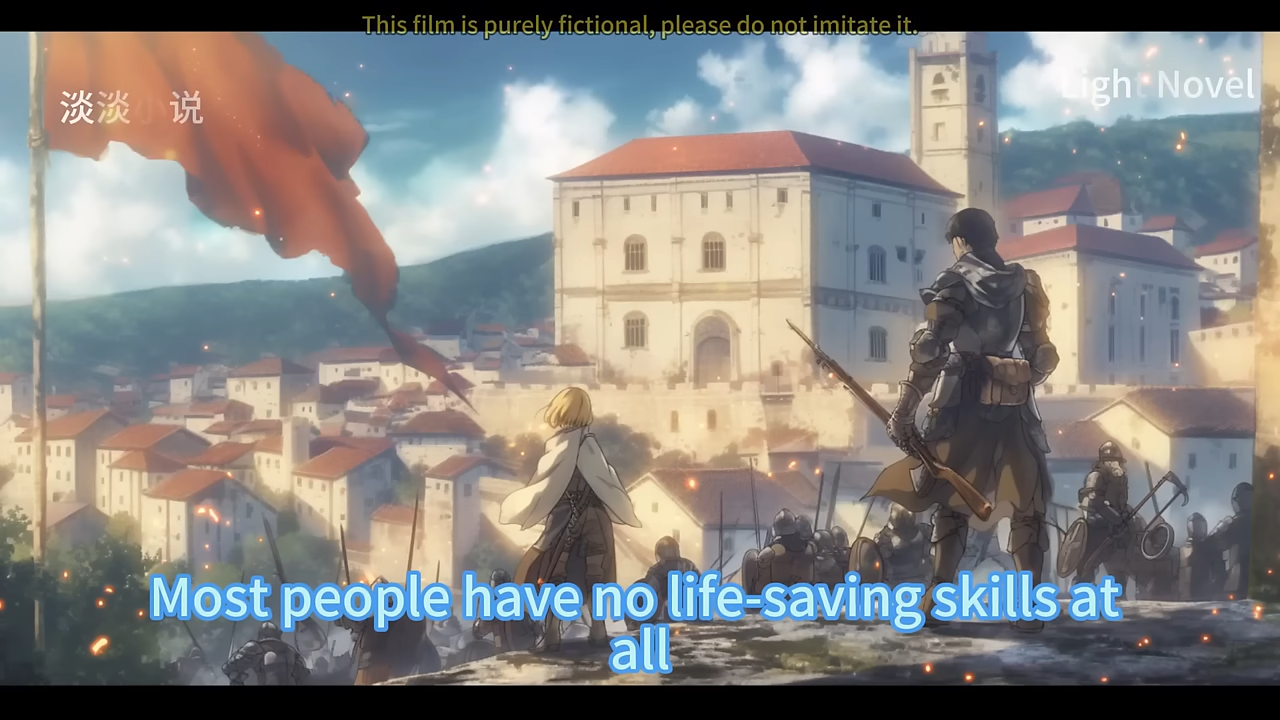 This film is purely fictional, please do not imitate it.
淡淡小说
Light Novel
Most people have no life-saving skills at
all